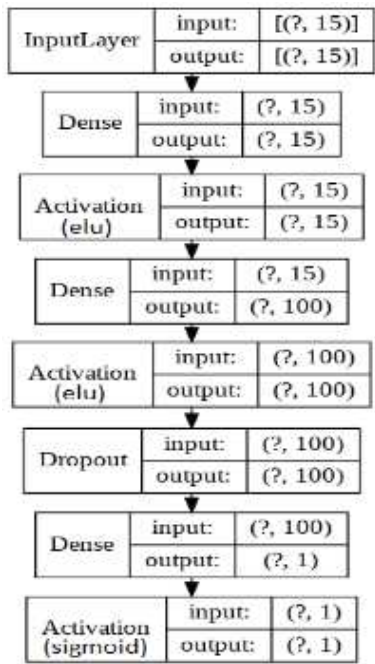 InputLayer input: [(?, 15)]
output: [(?, 15)]
Dense input: (?, 15)
output: (?, 15)
Activation (elu) input: (?, 15)
output: (?, 15)
Dense input: (?, 15)
output: (?, 100)
Activation (elu) input: (?, 100)
output: (?, 100)
Dropout input: (?, 100)
output: (?, 100)
Dense input: (?, 100)
output: (?, 1)
Activation (sigmoid) input: (?, 1)
output: (?, 1)